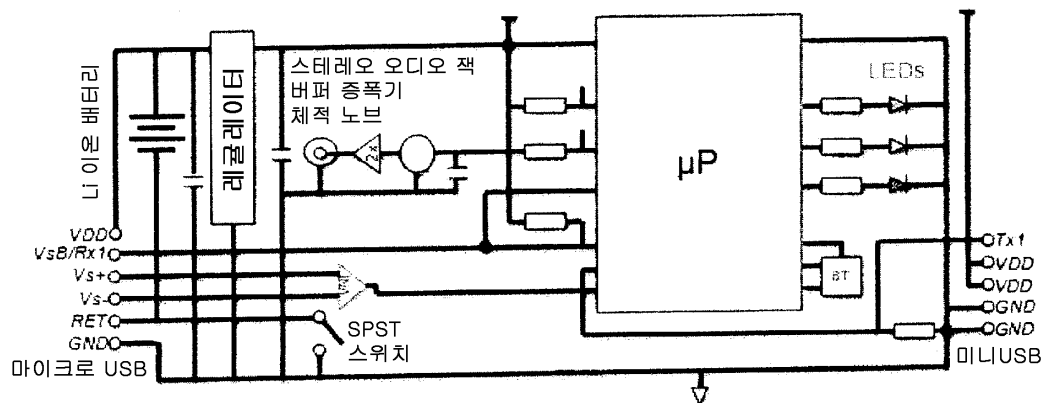 스테레오 오디오 잭
버퍼 증폭기
체적 노브
LEDs
Li 이온 배터리
레귤레이터
2x
μP
VDD
VsB/Rx1
Vs+
Vs-
RET
GND
마이크로 USB
SPST
스위치
BT
Tx1
VDD
VDD
GND
GND
미니USB